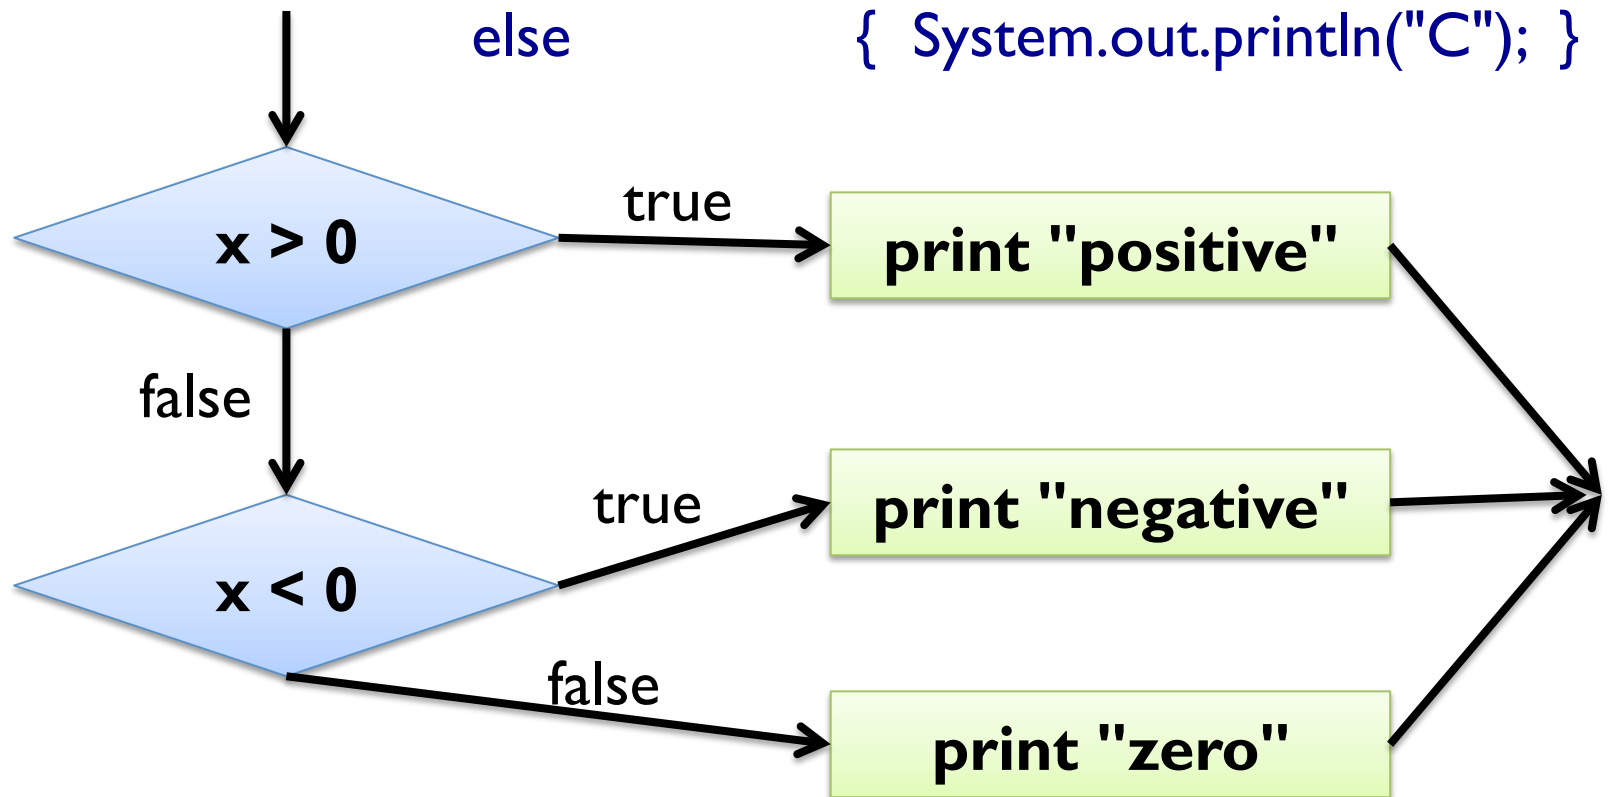 else { System.out.println("C"); }
true
x > 0
print "positive"
false
true
print "negative"
x < 0
false
print "zero"